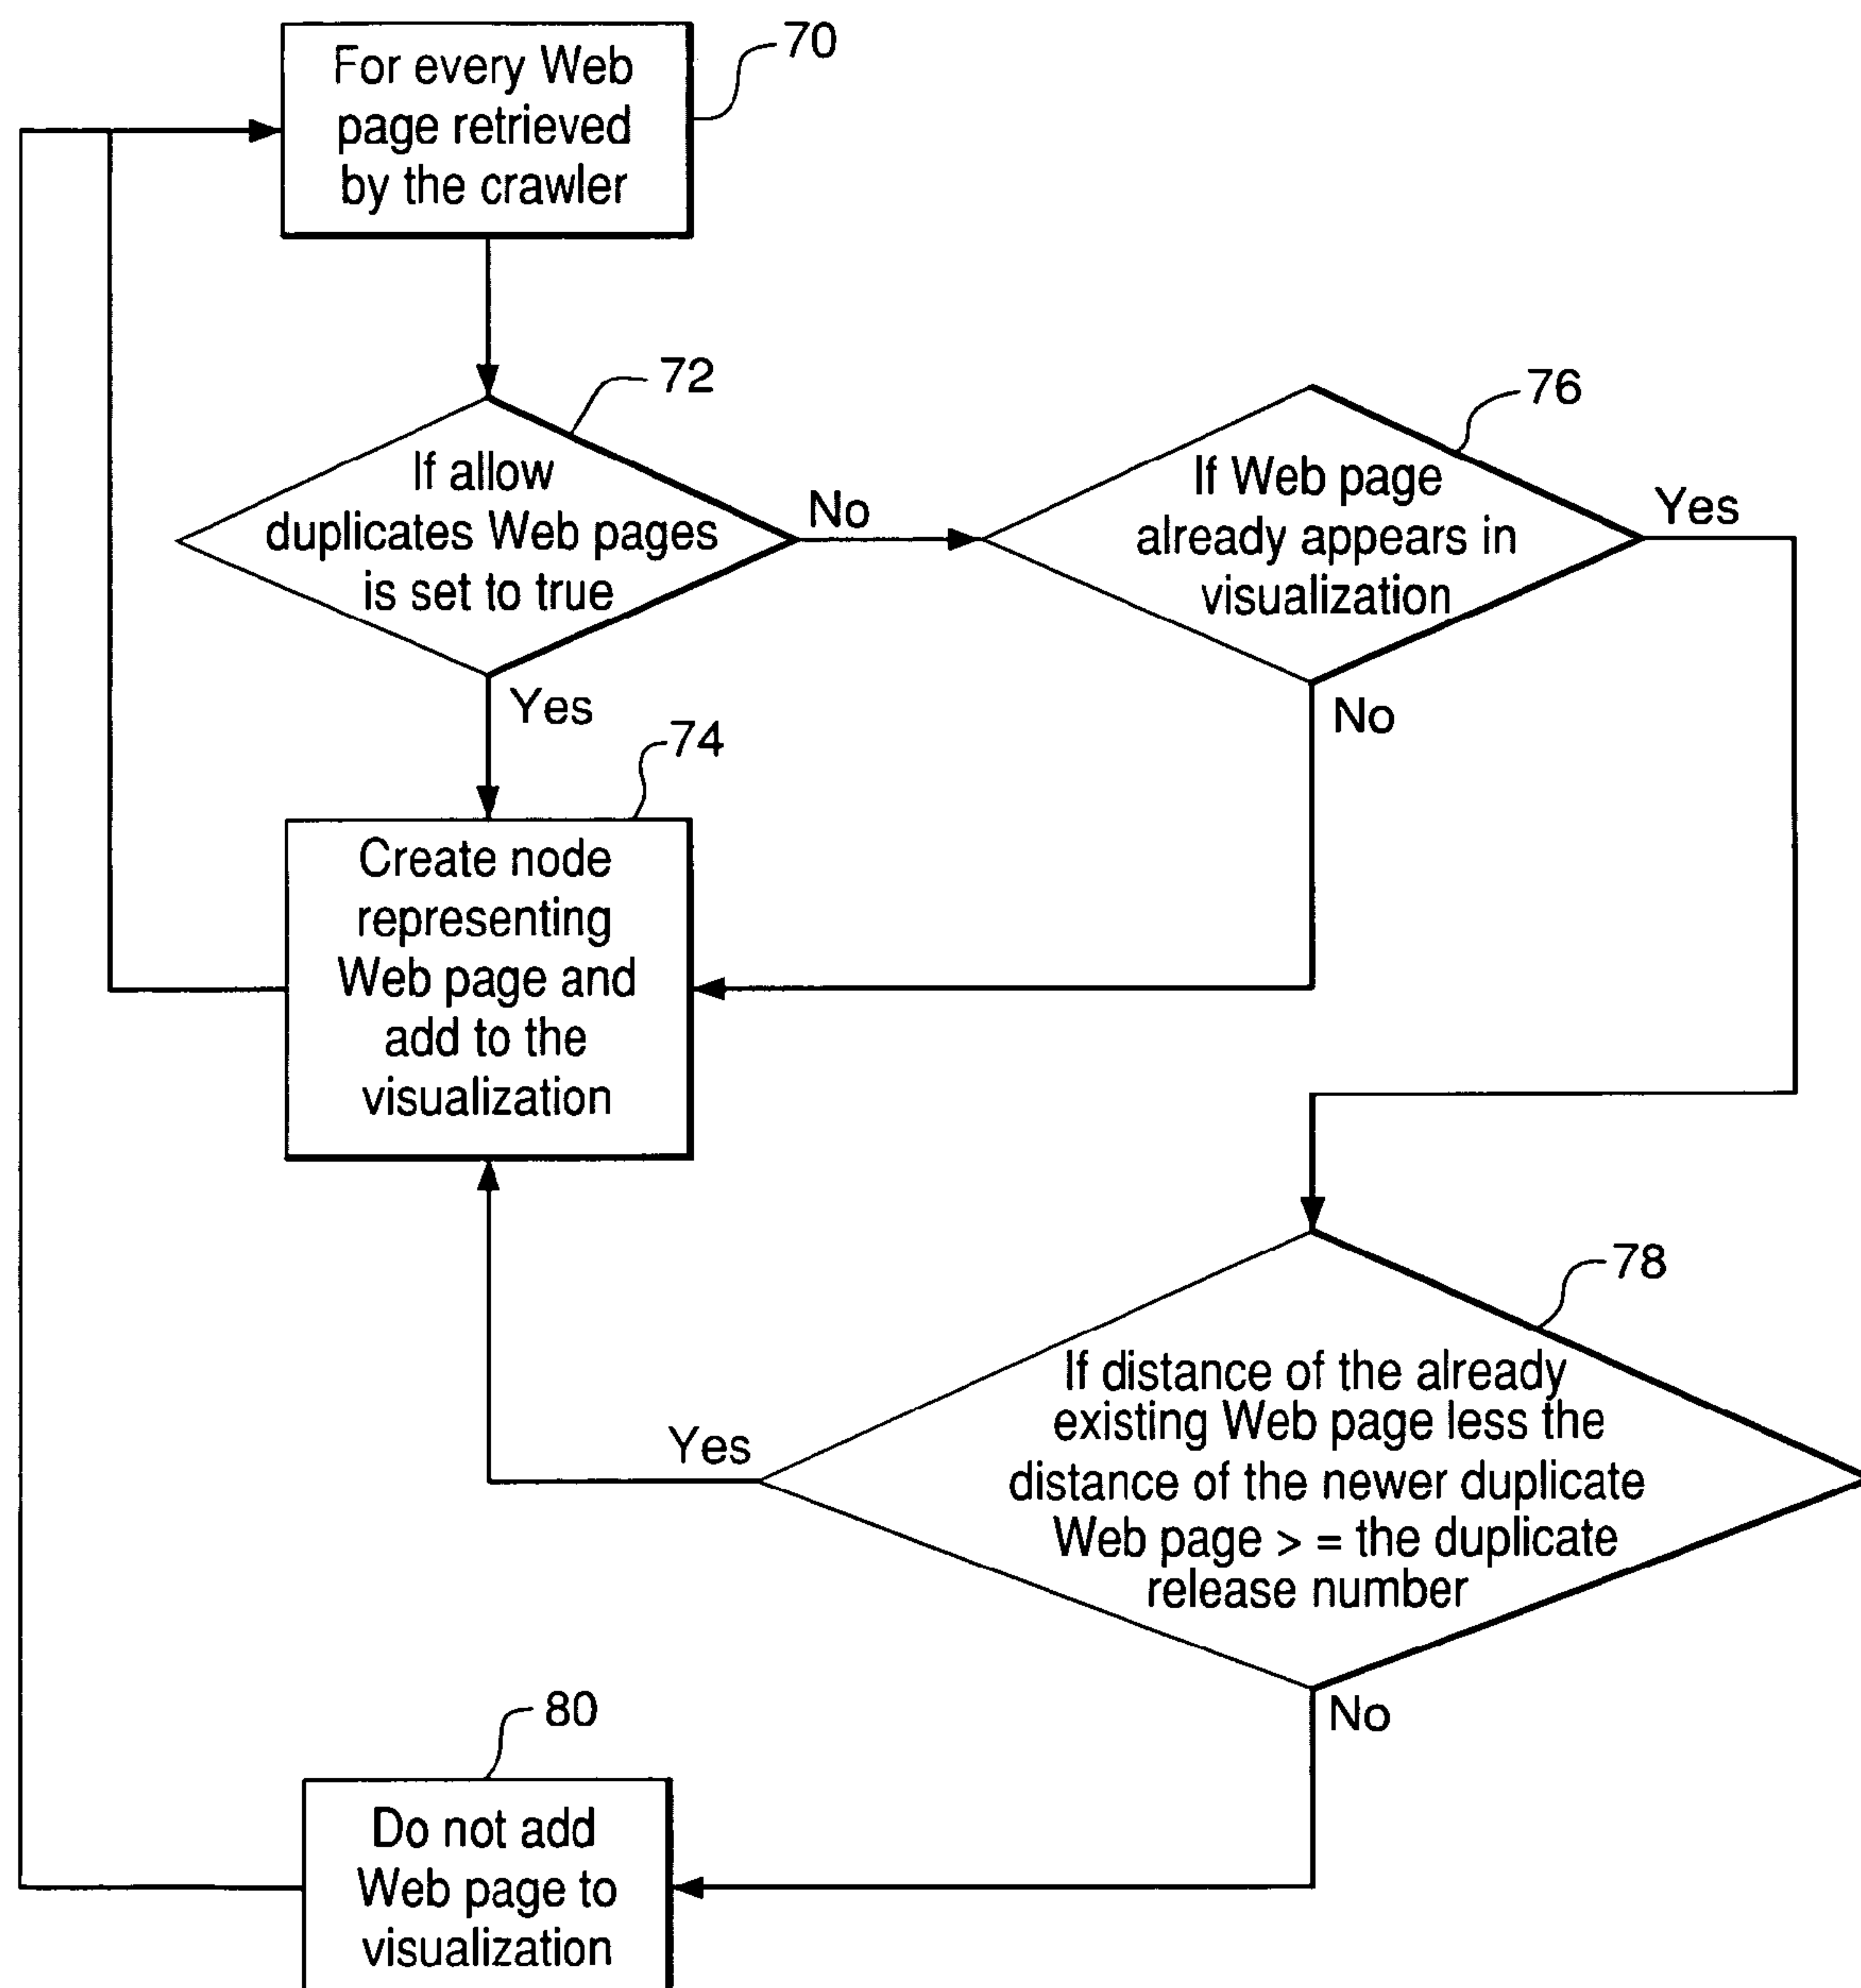 For every Web
page retrieved
by the crawler
70
72
If allow
duplicates Web pages
is set to true
No
Yes
76
If Web page
already appears in
visualization
Yes
No
74
Create node
representing
Web page and
add to the
visualization
78
If distance of the already
existing Web page less the
distance of the newer duplicate
Web page > = the duplicate
release number
Yes
No
80
Do not add
Web page to
visualization